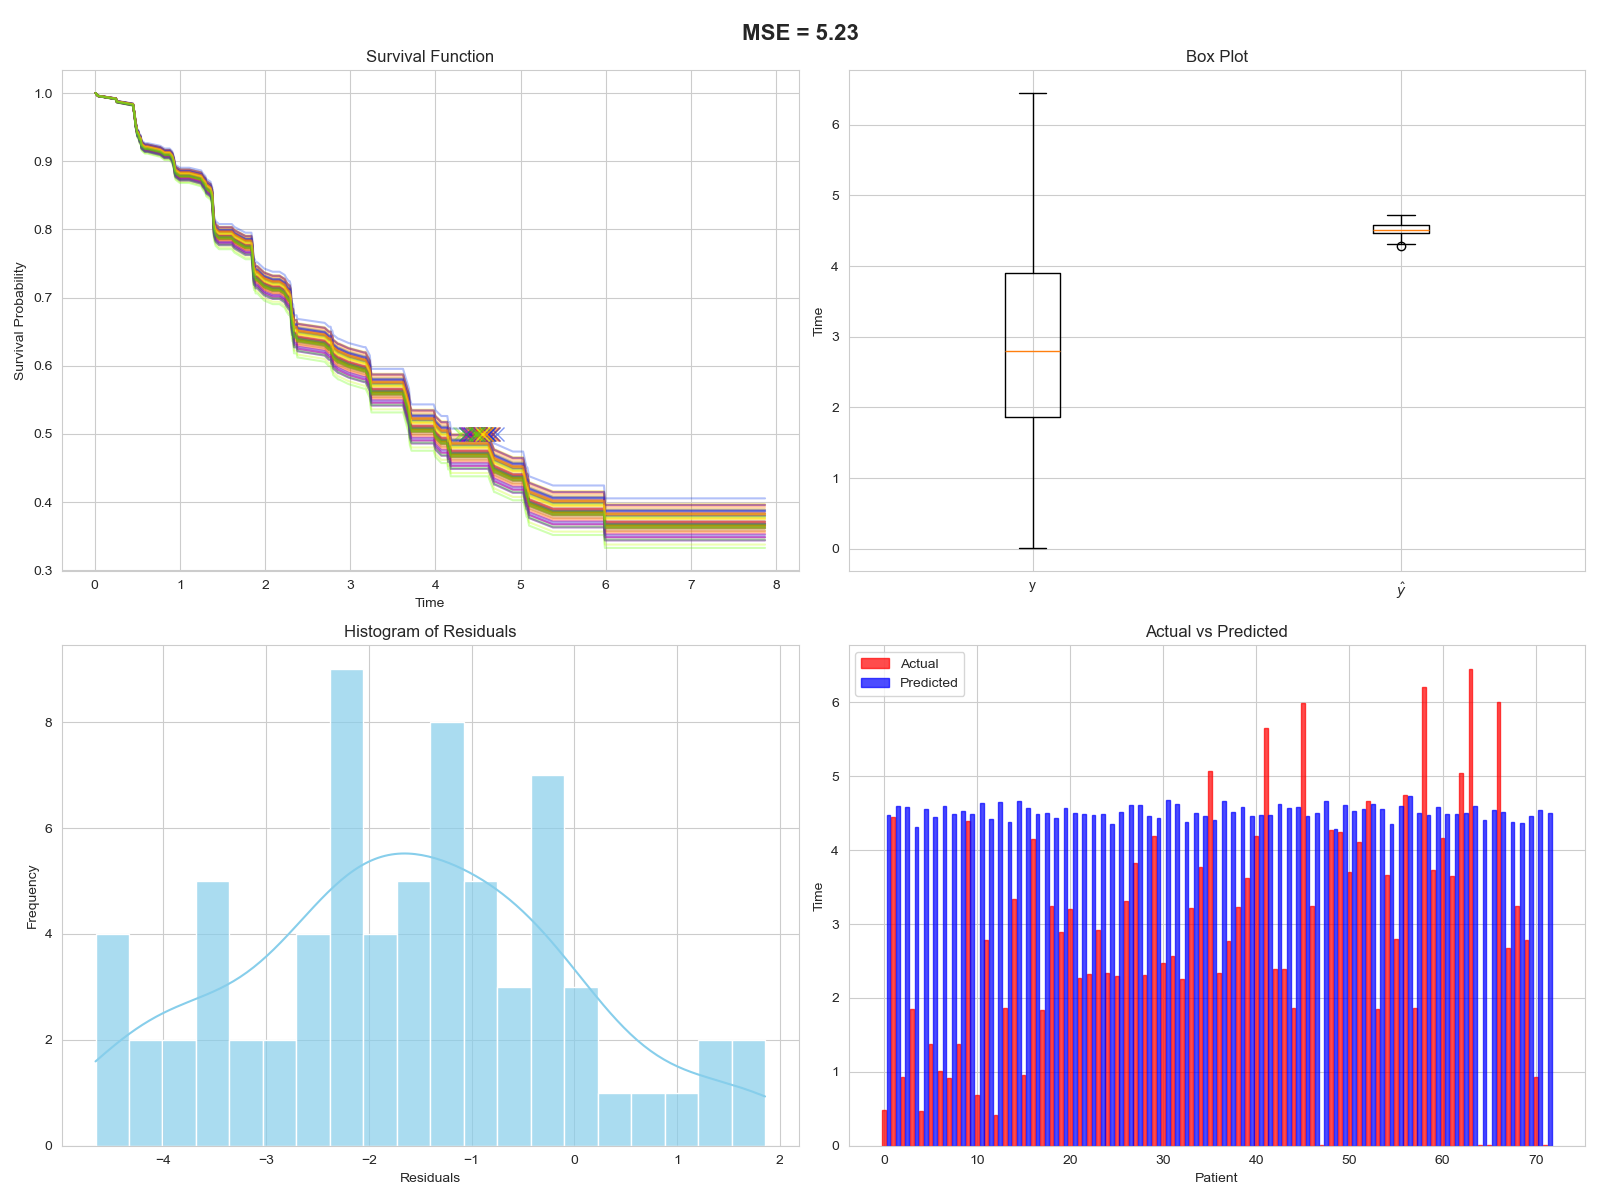 MSE = 5.23
Survival Function
Survival Probability
1.0
0.9
0.8
0.7
0.6
0.5
0.4
0.3
0 1 2 3 4 5 6 7 8
Time
Box Plot
Time
6
5
4
3
2
1
0
y ŷ
Histogram of Residuals
Frequency
8
6
4
2
0
−4 −3 −2 −1 0 1 2
Residuals
Actual vs Predicted
Actual
Predicted
Time
6
5
4
3
2
1
0
0 10 20 30 40 50 60 70
Patient